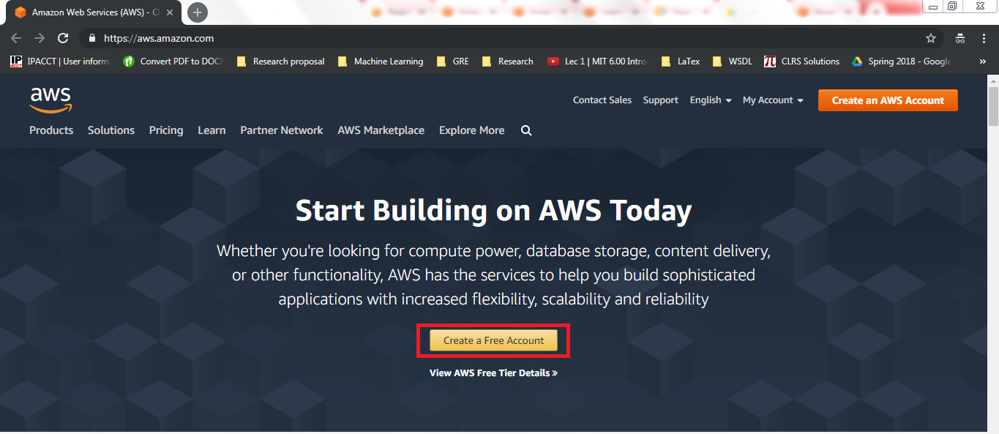 Amazon Web Services (AWS) - Cl
https://aws.amazon.com
IPACCT | User informa
Convert PDF to DOCX
Research proposal
Machine Learning
GRE
Research
Lec 1 | MIT 6.00 Introd
LaTex
WSDL
CLRS Solutions
Spring 2018 - Google
aws
Contact Sales Support English My Account Create an AWS Account
Products Solutions Pricing Learn Partner Network AWS Marketplace Explore More
Start Building on AWS Today
Whether you're looking for compute power, database storage, content delivery,
or other functionality, AWS has the services to help you build sophisticated
applications with increased flexibility, scalability and reliability
Create a Free Account
View AWS Free Tier Details »